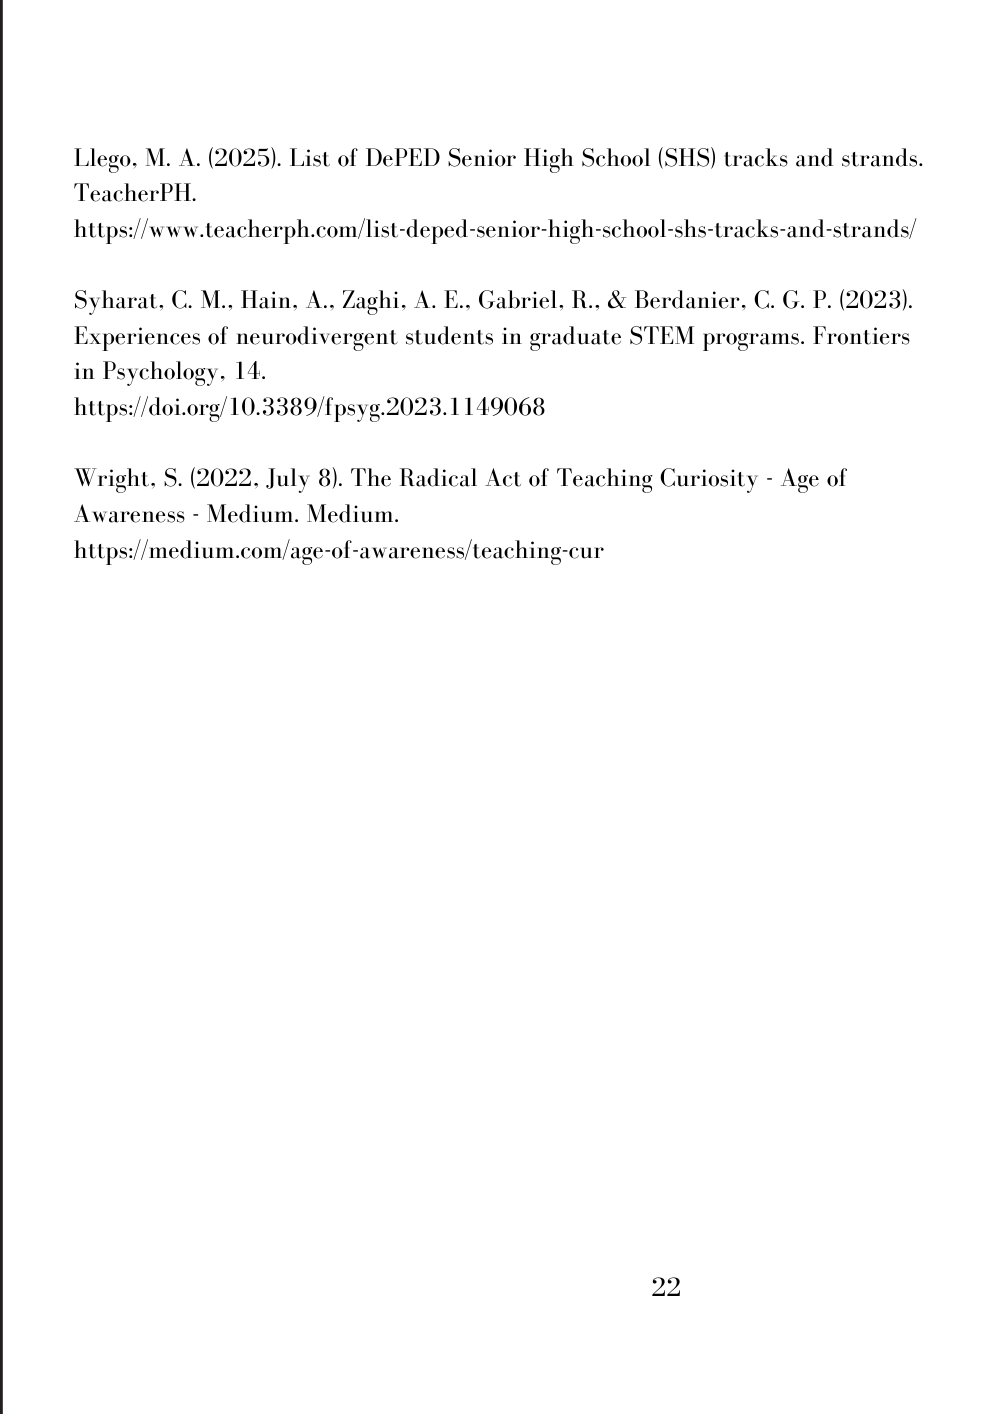 Llego, M. A. (2025). List of DePED Senior High School (SHS) tracks and strands.
TeacherPH.
https://www.teacherph.com/list-deped-senior-high-school-shs-tracks-and-strands/
Syharat, C. M., Hain, A., Zaghi, A. E., Gabriel, R., & Berdanier, C. G. P. (2023).
Experiences of neurodivergent students in graduate STEM programs. Frontiers
in Psychology, 14.
https://doi.org/10.3389/fpsyg.2023.1149068
Wright, S. (2022, July 8). The Radical Act of Teaching Curiosity - Age of
Awareness - Medium. Medium.
https://medium.com/age-of-awareness/teaching-cur
22